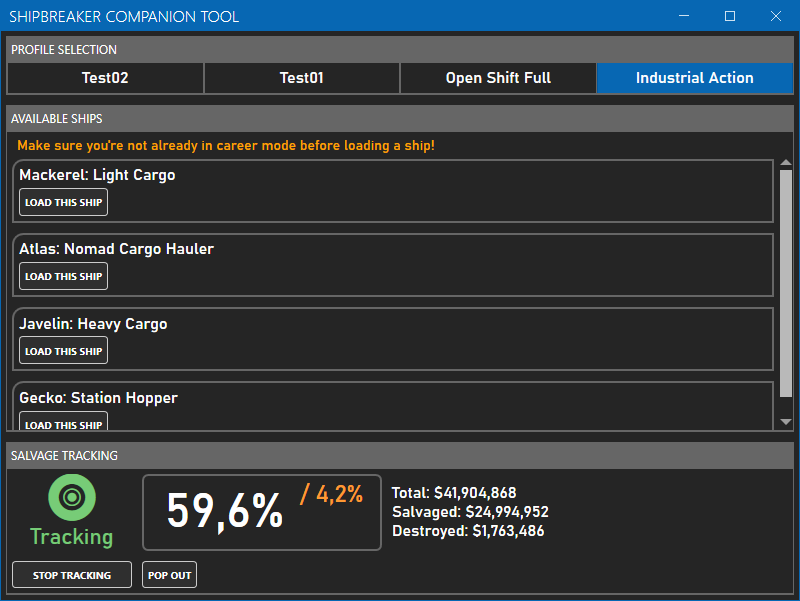 SHIPBREAKER COMPANION TOOL
PROFILE SELECTION
Test02 Test01 Open Shift Full Industrial Action
AVAILABLE SHIPS
Make sure you're not already in career mode before loading a ship!
Mackerel: Light Cargo
LOAD THIS SHIP
Atlas: Nomad Cargo Hauler
LOAD THIS SHIP
Javelin: Heavy Cargo
LOAD THIS SHIP
Gecko: Station Hopper
LOAD THIS SHIP
SALVAGE TRACKING
Tracking
59,6% / 4,2%
Total: $41,904,868
Salvaged: $24,994,952
Destroyed: $1,763,486
STOP TRACKING POP OUT